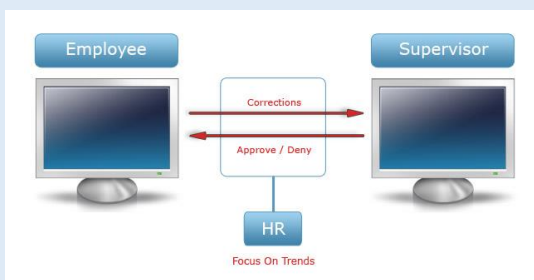 Employee
Supervisor
Corrections
Approve / Deny
HR
Focus On Trends